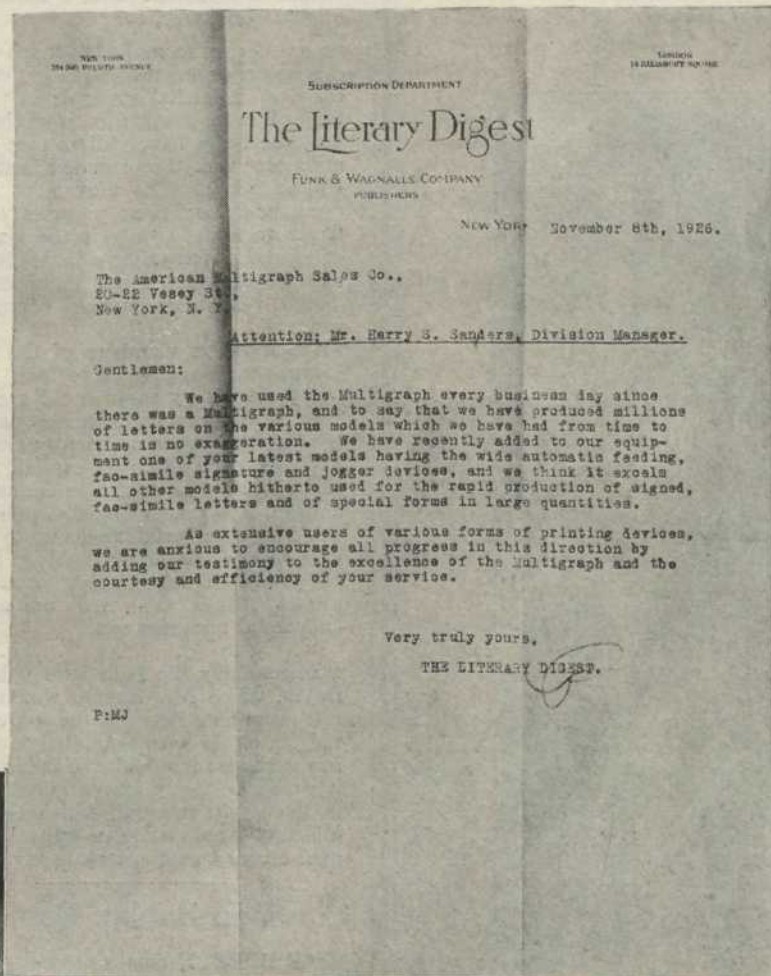 NEW YORK
LONDON
SUBSCRIPTION DEPARTMENT
The Literary Digest
FUNK & WAGNALLS COMPANY
PUBLISHERS
NEW YORK November 8th, 1926.
The American Multigraph Sales Co.,
20-22 Vesey St.,
New York, N. Y.
Attention: Mr. Harry S. Sanders, Division Manager.
Gentlemen:
We have used the Multigraph every business day since
there was a Multigraph, and to say that we have produced millions
of letters on the various models which we have had from time to
time is no exaggeration. We have recently added to our equip-
ment one of your latest models having the wide automatic feeding,
fac-simile signature and jogger devices, and we think it excels
all other models hitherto used for the rapid production of signed,
fac-simile letters and of special forms in large quantities.
As extensive users of various forms of printing devices,
we are anxious to encourage all progress in this direction by
adding our testimony to the excellence of the Multigraph and the
courtesy and efficiency of your service.
Very truly yours,
THE LITERARY DIGEST.
P:MJ